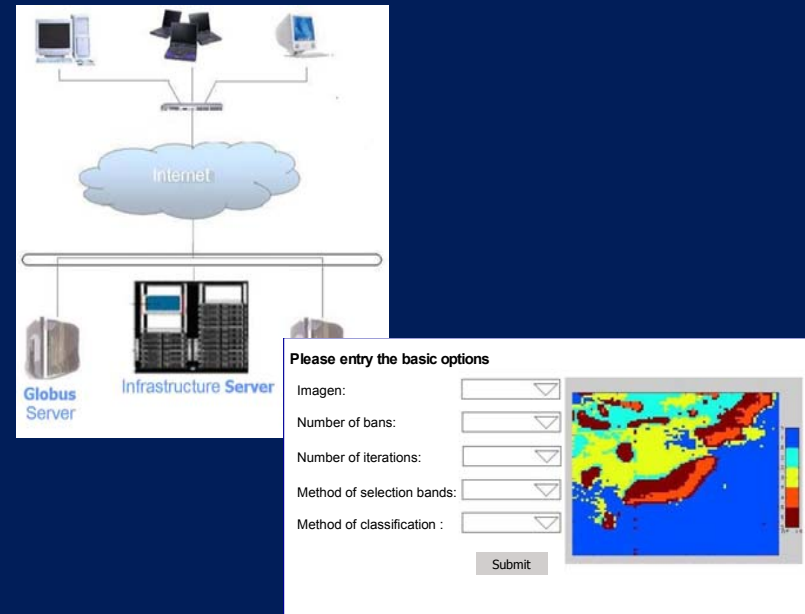 Internet
Globus
Server
Infrastructure Server
Please entry the basic options
Imagen:
Number of bans:
Number of iterations:
Method of selection bands:
Method of classification :
Submit